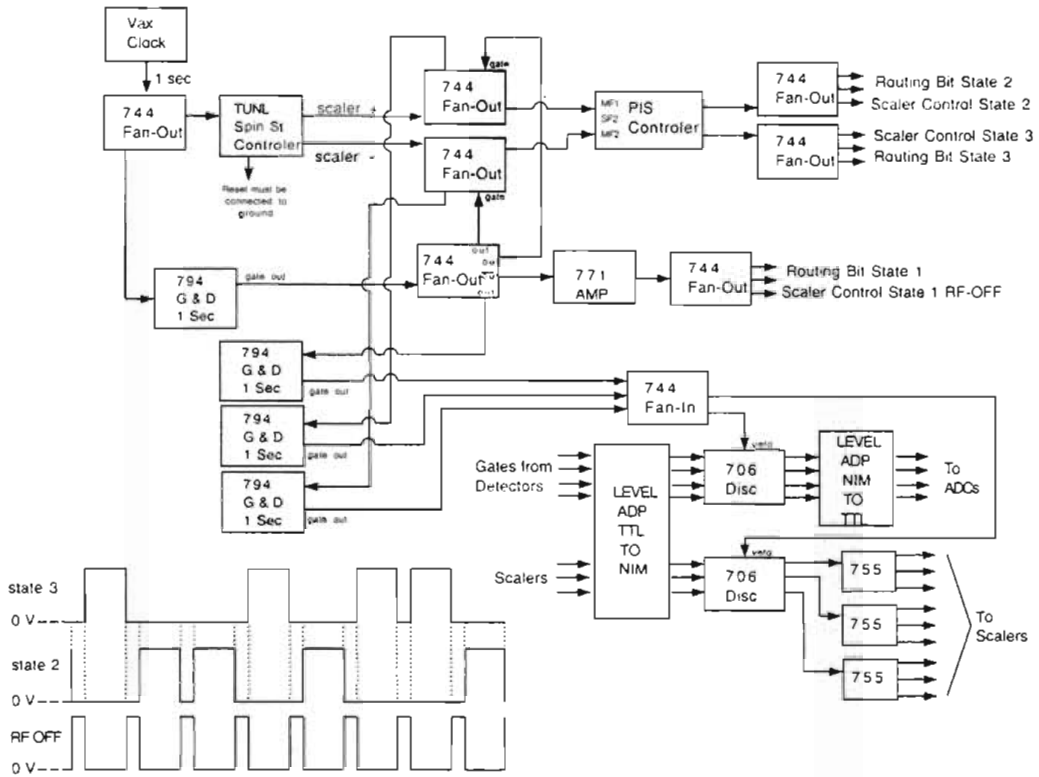 Vax
Clock
1 sec
744
Fan-Out
TUNL
Spin St
Controler
scaler +
scaler -
Reset must be
connected to
ground
744
Fan-Out
gate
744
Fan-Out
gate
MF1
SF2
MF2
PIS
Controler
744
Fan-Out
Routing Bit State 2
Scaler Control State 2
744
Fan-Out
Scaler Control State 3
Routing Bit State 3
794
G & D
1 Sec
gate out
744
Fan-Out
out
out
771
AMP
744
Fan-Out
Routing Bit State 1
Scaler Control State 1 RF-OFF
794
G & D
1 Sec
gate out
794
G & D
1 Sec
gate out
794
G & D
1 Sec
gate out
744
Fan-In
Gates from
Detectors
Scalers
LEVEL
ADP
TTL
TO
NIM
veto
706
Disc
LEVEL
ADP
NIM
TO
TTL
To
ADCs
veto
706
Disc
755
755
755
To
Scalers
state 3
0 V
state 2
0 V
RF OFF
0 V